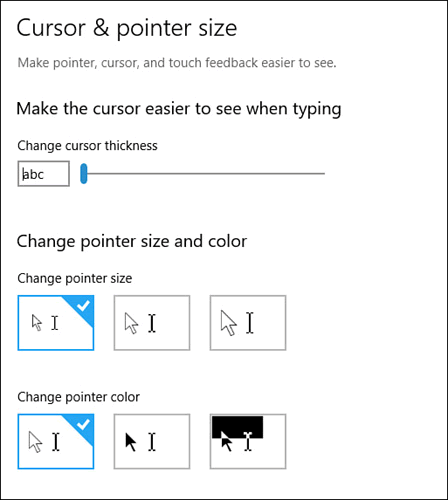 Cursor & pointer size
Make pointer, cursor, and touch feedback easier to see.
Make the cursor easier to see when typing
Change cursor thickness
abc
Change pointer size and color
Change pointer size
Change pointer color